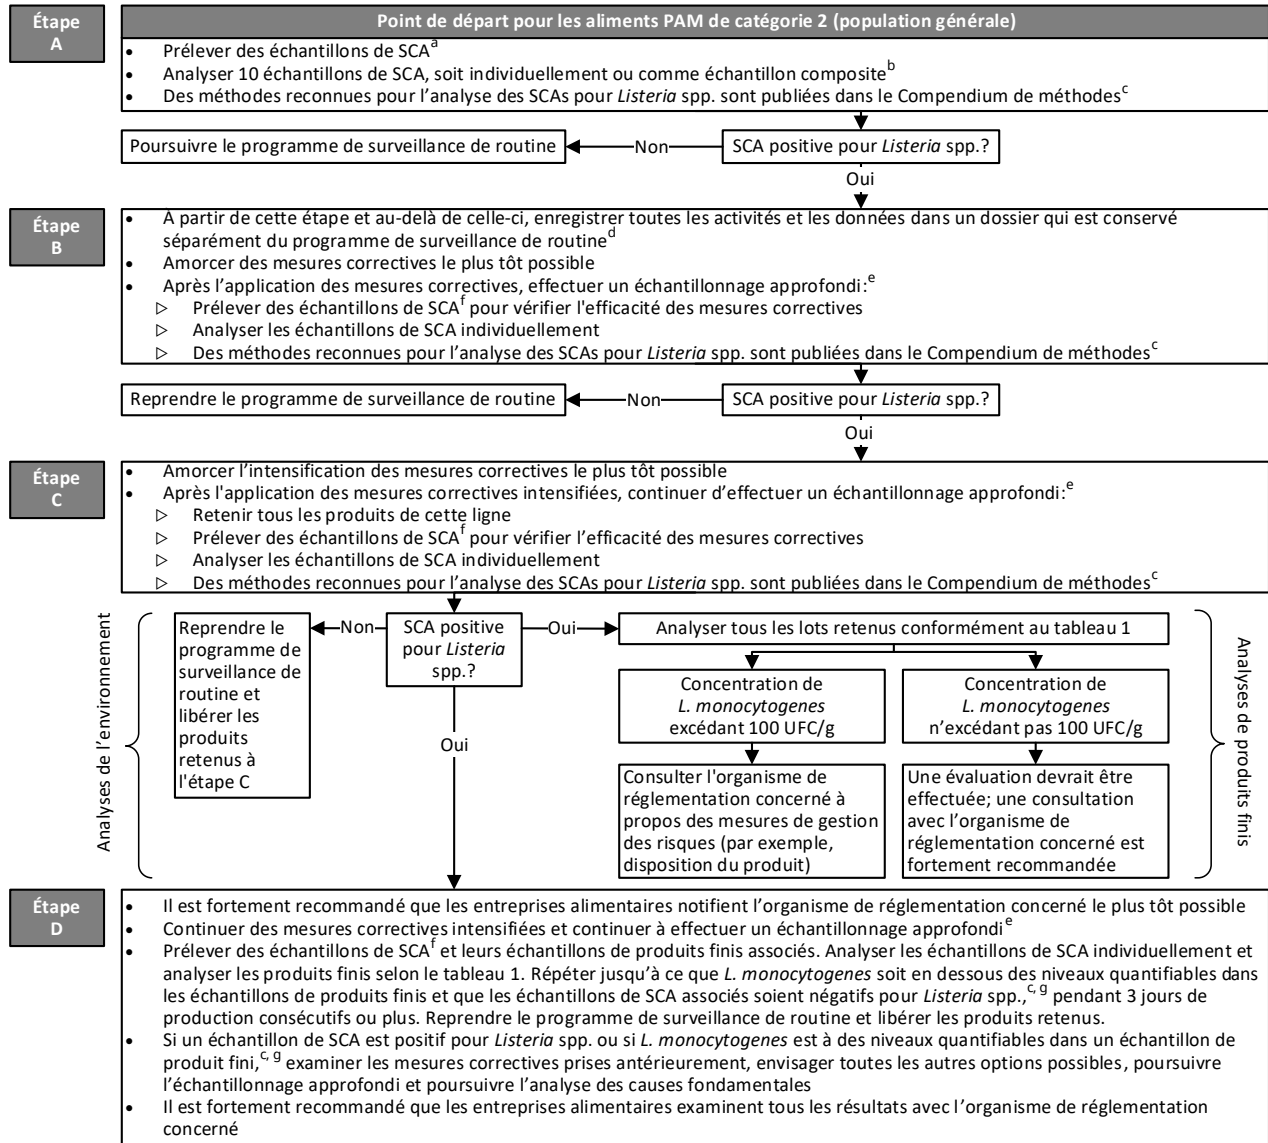 Étape
A
Point de départ pour les aliments PAM de catégorie 2 (population générale)
• Prélever des échantillons de SCAa
• Analyser 10 échantillons de SCA, soit individuellement ou comme échantillon compositeb
• Des méthodes reconnues pour l’analyse des SCAs pour Listeria spp. sont publiées dans le Compendium de méthodesc
Poursuivre le programme de surveillance de routine
Non
SCA positive pour Listeria spp.?
Oui
Étape
B
• A partir de cette étape et au-delà de celle-ci, enregistrer toutes les activités et les données dans un dossier qui est conservé
séparément du programme de surveillance de routined
• Amorcer des mesures correctives le plus tôt possible
• Après l’application des mesures correctives, effectuer un échantillonnage approfondi:e
▷ Prélever des échantillons de SCAf pour vérifier l'efficacité des mesures correctives
▷ Analyser les échantillons de SCA individuellement
▷ Des méthodes reconnues pour l’analyse des SCAs pour Listeria spp. sont publiées dans le Compendium de méthodesc
Reprendre le programme de surveillance de routine
Non
SCA positive pour Listeria spp.?
Oui
Étape
C
• Amorcer l’intensification des mesures correctives le plus tôt possible
• Après l'application des mesures correctives intensifiées, continuer d’effectuer un échantillonnage approfondi:e
▷ Retenir tous les produits de cette ligne
▷ Prélever des échantillons de SCAf pour vérifier l’efficacité des mesures correctives
▷ Analyser les échantillons de SCA individuellement
▷ Des méthodes reconnues pour l’analyse des SCAs pour Listeria spp. sont publiées dans le Compendium de méthodesc
Analyses de l’environnement
Reprendre le
programme de
surveillance de
routine et
libérer les
produits
retenus à
l'étape C
Non
SCA positive
pour Listeria
spp.?
Oui
Oui
Analyser tous les lots retenus conformément au tableau 1
Concentration de
L. monocytogenes
excédant 100 UFC/g
Concentration de
L. monocytogenes
n’excédant pas 100 UFC/g
Consulter l'organisme de
réglementation concerné à
propos des mesures de gestion
des risques (par exemple,
disposition du produit)
Une évaluation devrait être
effectuée; une consultation
avec l’organisme de
réglementation concerné est
fortement recommandée
Analyses de produits finis
Étape
D
• Il est fortement recommandé que les entreprises alimentaires notifient l’organisme de réglementation concerné le plus tôt possible
• Continuer des mesures correctives intensifiées et continuer à effectuer un échantillonnage approfondie
• Prélever des échantillons de SCAf et leurs échantillons de produits finis associés. Analyser les échantillons de SCA individuellement et
analyser les produits finis selon le tableau 1. Répéter jusqu’à ce que L. monocytogenes soit en dessous des niveaux quantifiables dans
les échantillons de produits finis et que les échantillons de SCA associés soient négatifs pour Listeria spp.,c, g pendant 3 jours de
production consécutifs ou plus. Reprendre le programme de surveillance de routine et libérer les produits retenus.
• Si un échantillon de SCA est positif pour Listeria spp. ou si L. monocytogenes est à des niveaux quantifiables dans un échantillon de
produit fini,c, g examiner les mesures correctives prises antérieurement, envisager toutes les autres options possibles, poursuivre
l’échantillonnage approfondi et poursuivre l’analyse des causes fondamentales
• Il est fortement recommandé que les entreprises alimentaires examinent tous les résultats avec l’organisme de réglementation
concerné